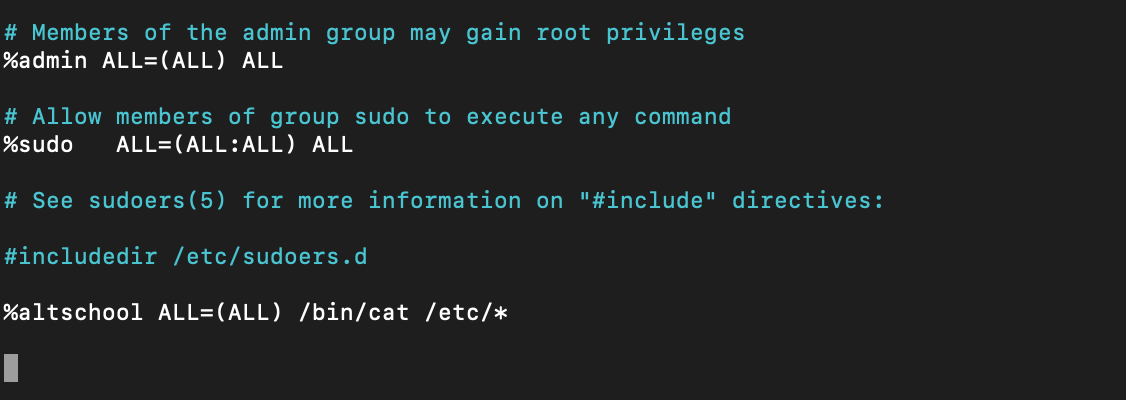 # Members of the admin group may gain root privileges
%admin ALL=(ALL) ALL
# Allow members of group sudo to execute any command
%sudo   ALL=(ALL:ALL) ALL
# See sudoers(5) for more information on "#include" directives:
#includedir /etc/sudoers.d
%altschool ALL=(ALL) /bin/cat /etc/*